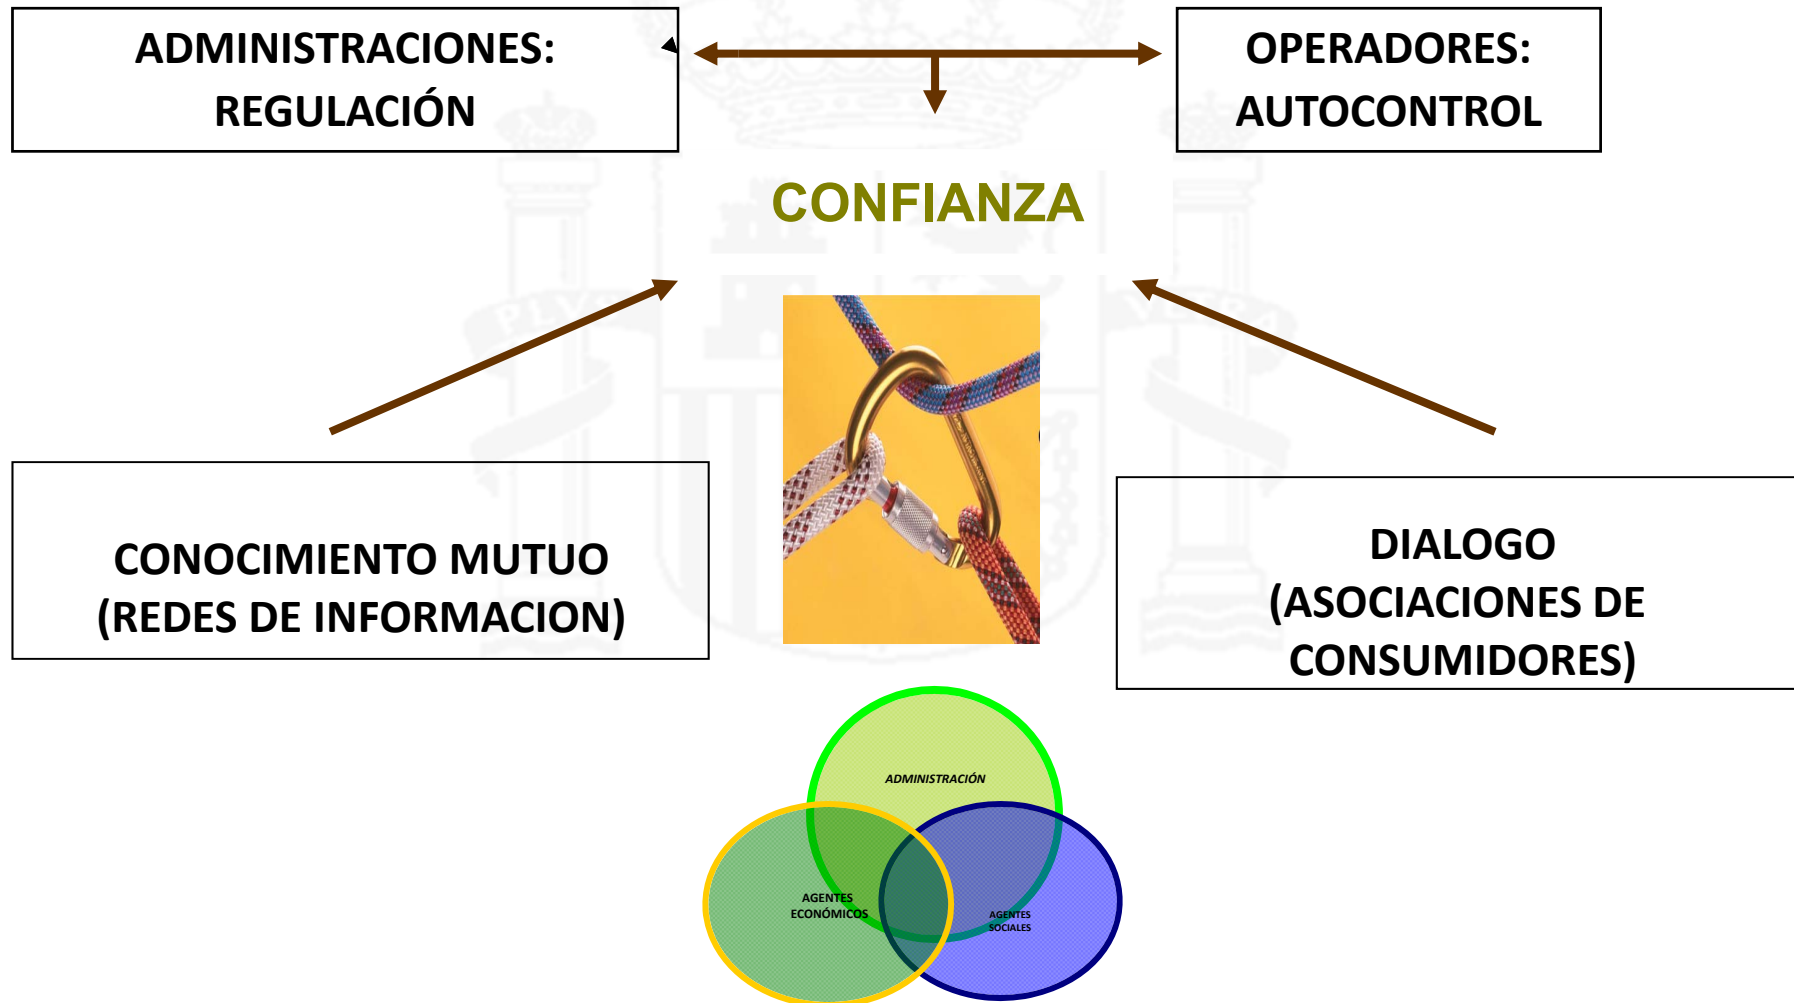 ADMINISTRACIONES:
REGULACIÓN
OPERADORES:
AUTOCONTROL
CONFIANZA
CONOCIMIENTO MUTUO
(REDES DE INFORMACION)
DIALOGO
(ASOCIACIONES DE
CONSUMIDORES)
ADMINISTRACIÓN
AGENTES
ECONÓMICOS
AGENTES
SOCIALES